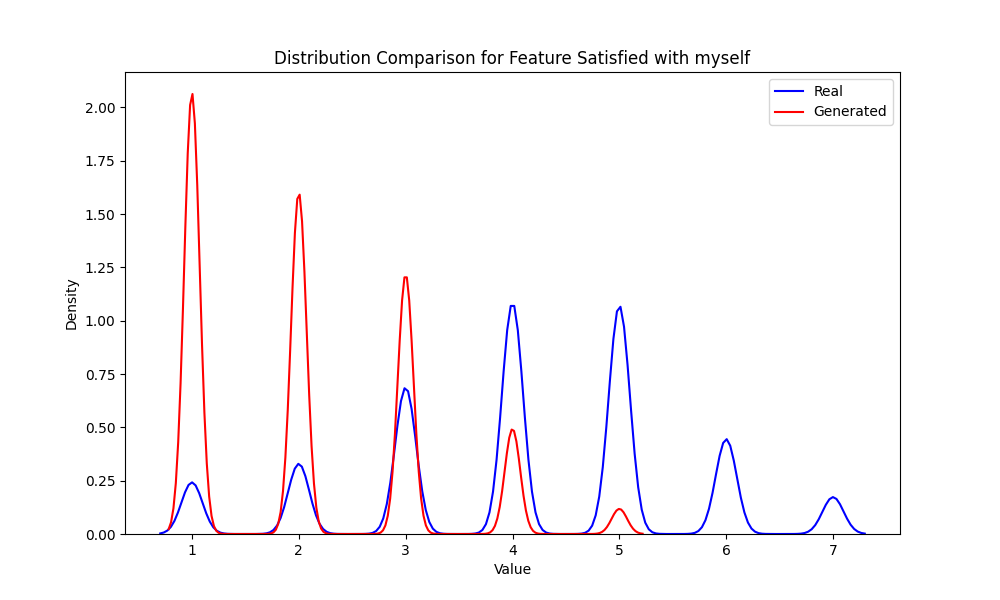 Distribution Comparison for Feature Satisfied with myself
Real
Generated
2.00
1.75
1.50
1.25
1.00
0.75
0.50
0.25
0.00
Density
1 2 3 4 5 6 7
Value